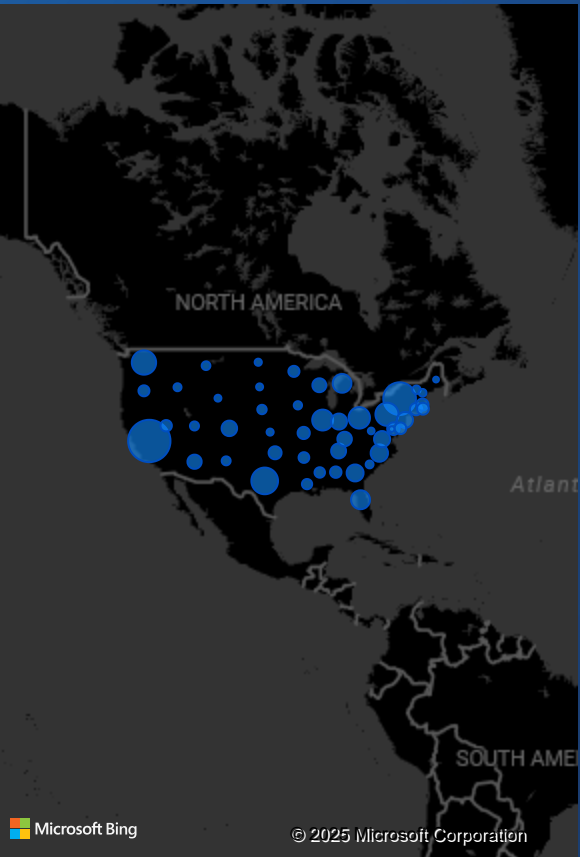 NORTH AMERICA
Atlant
SOUTH AME
Microsoft Bing
© 2025 Microsoft Corporation